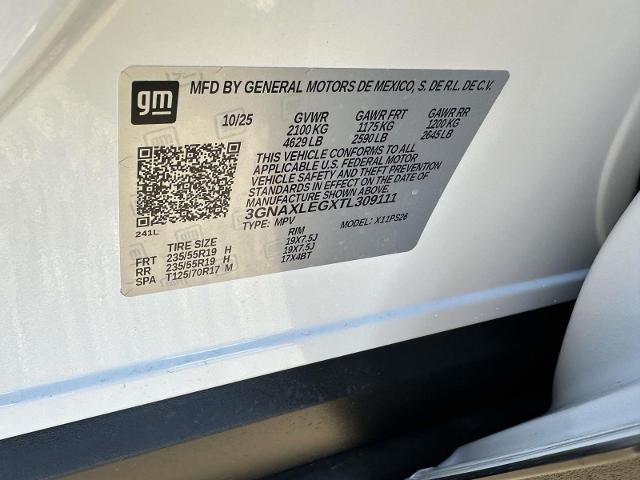 gm
MFD BY GENERAL MOTORS DE MEXICO, S. DE R.L. DE C.V.
10/25 GVWR GAWR FRT GAWR RR
2100 KG 1175 KG 1200 KG
4629 LB 2590 LB 2645 LB
THIS VEHICLE CONFORMS TO ALL
APPLICABLE U.S. FEDERAL MOTOR
VEHICLE SAFETY AND THEFT PREVENTION
STANDARDS IN EFFECT ON THE DATE OF
MANUFACTURE SHOWN ABOVE.
3GNAXLEGXTL309111
TYPE: MPV MODEL: X11PS26
241L
TIRE SIZE RIM
FRT 235/55R19 H 19X7.5J
RR 235/55R19 H 19X7.5J
SPA T125/70R17 M 17X4BT